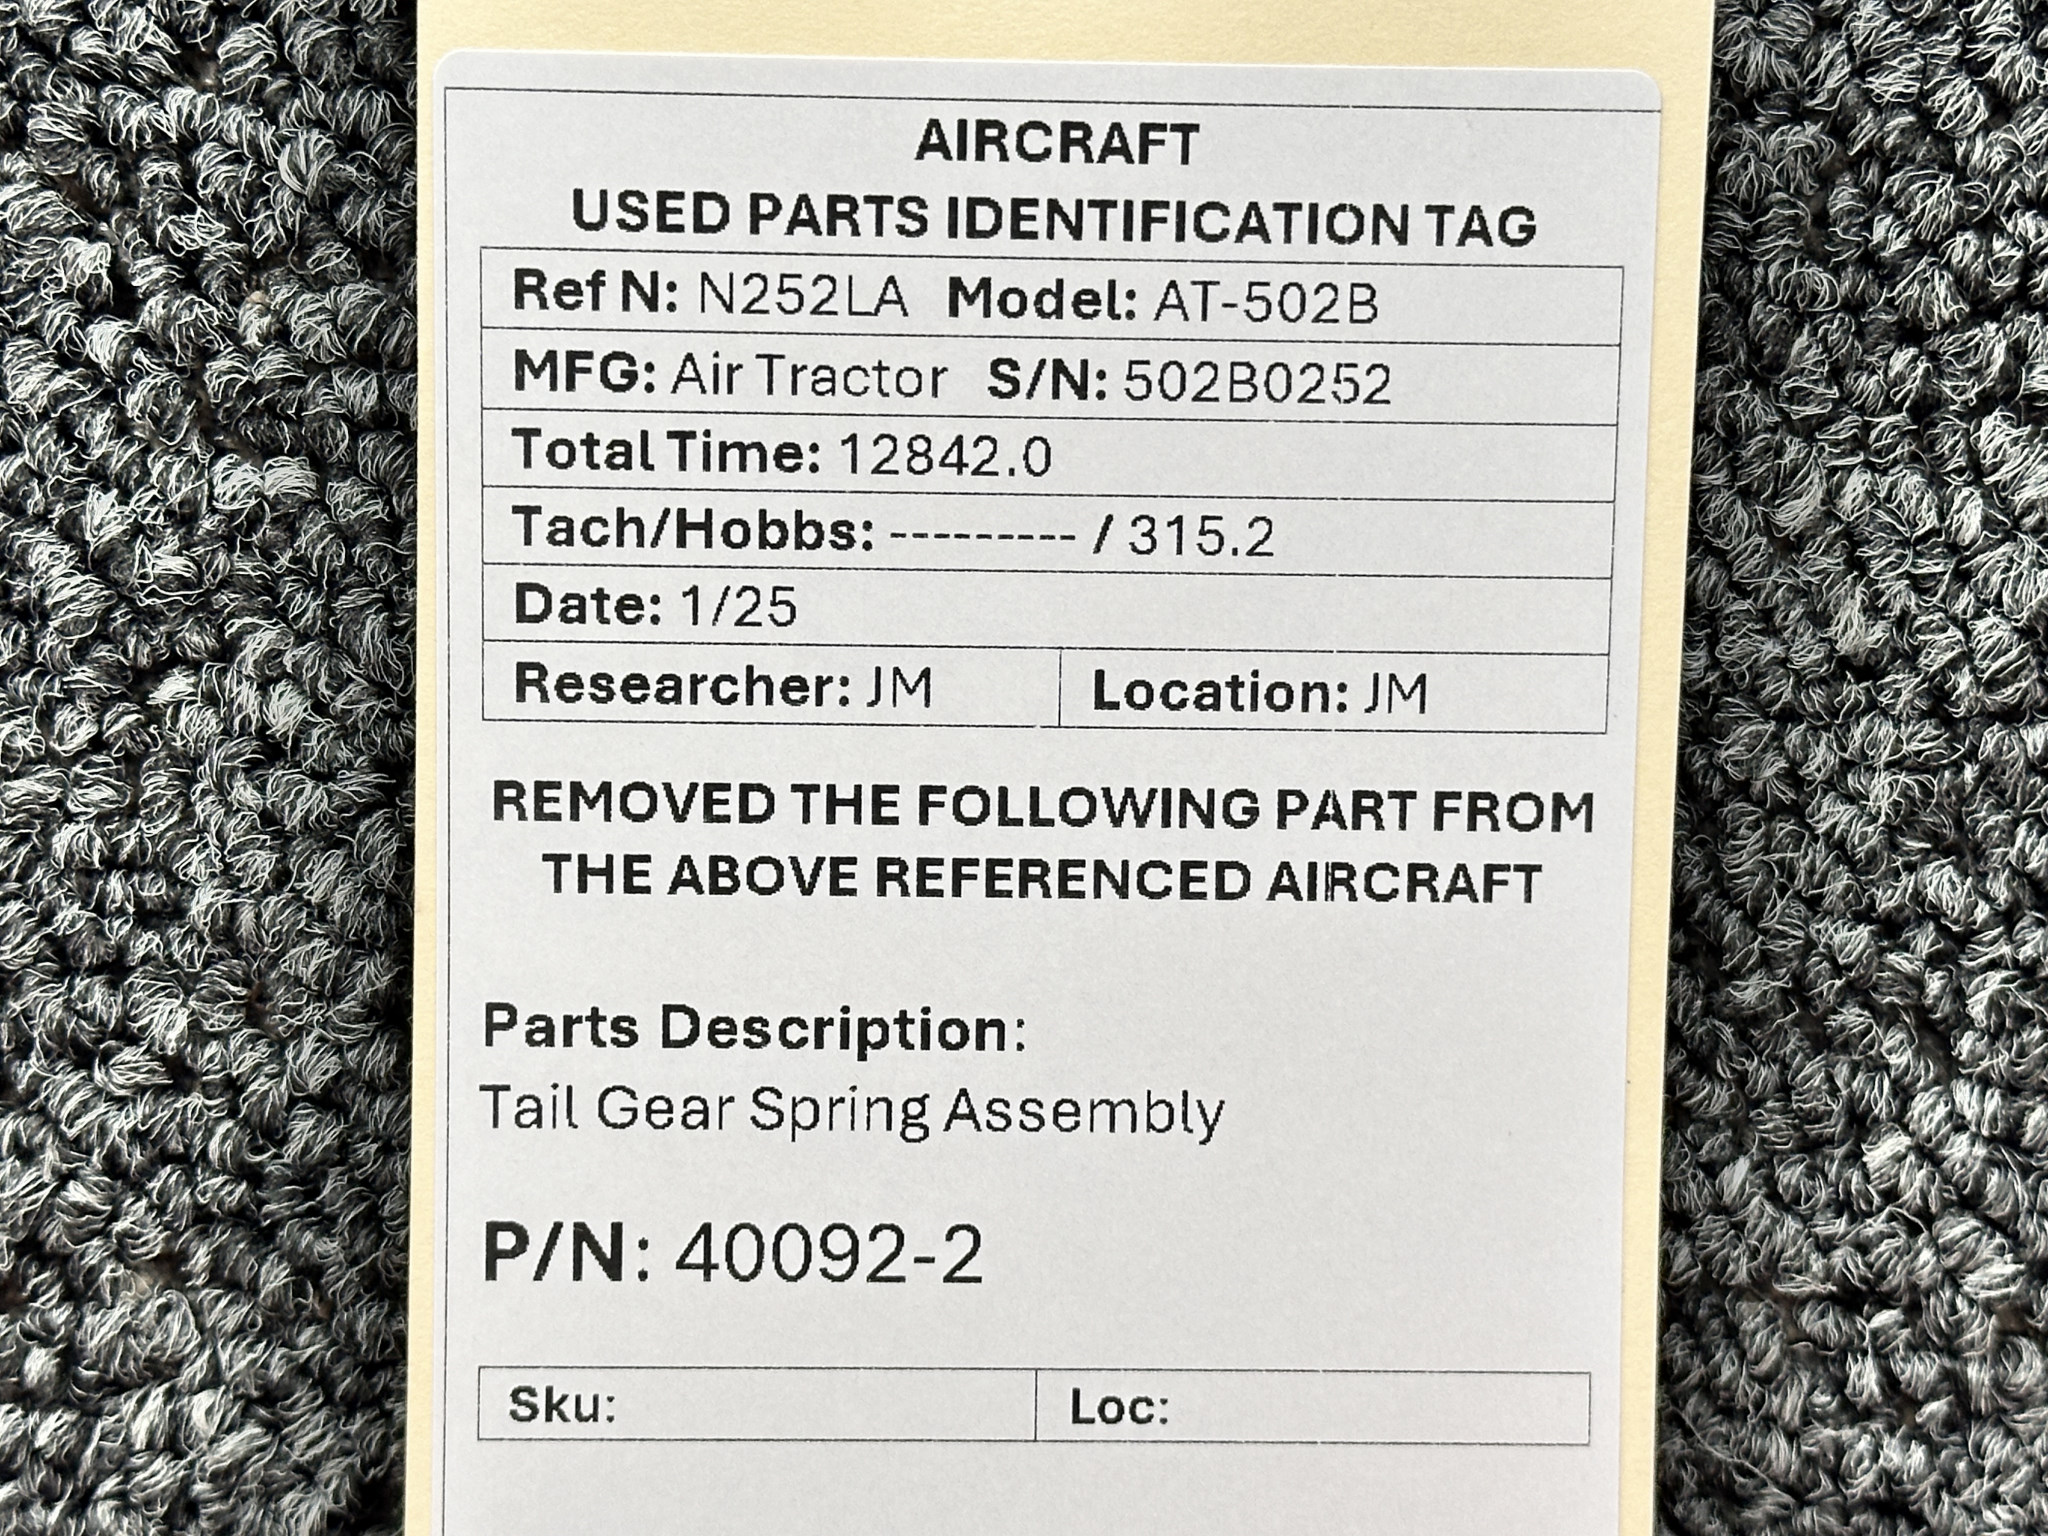 AIRCRAFT
USED PARTS IDENTIFICATION TAG
Ref N: N252LA Model: AT-502B
MFG: Air Tractor S/N: 502B0252
Total Time: 12842.0
Tach/Hobbs: --------- / 315.2
Date: 1/25
Researcher: JM Location: JM
REMOVED THE FOLLOWING PART FROM
THE ABOVE REFERENCED AIRCRAFT
Parts Description:
Tail Gear Spring Assembly
P/N: 40092-2
Sku: Loc: